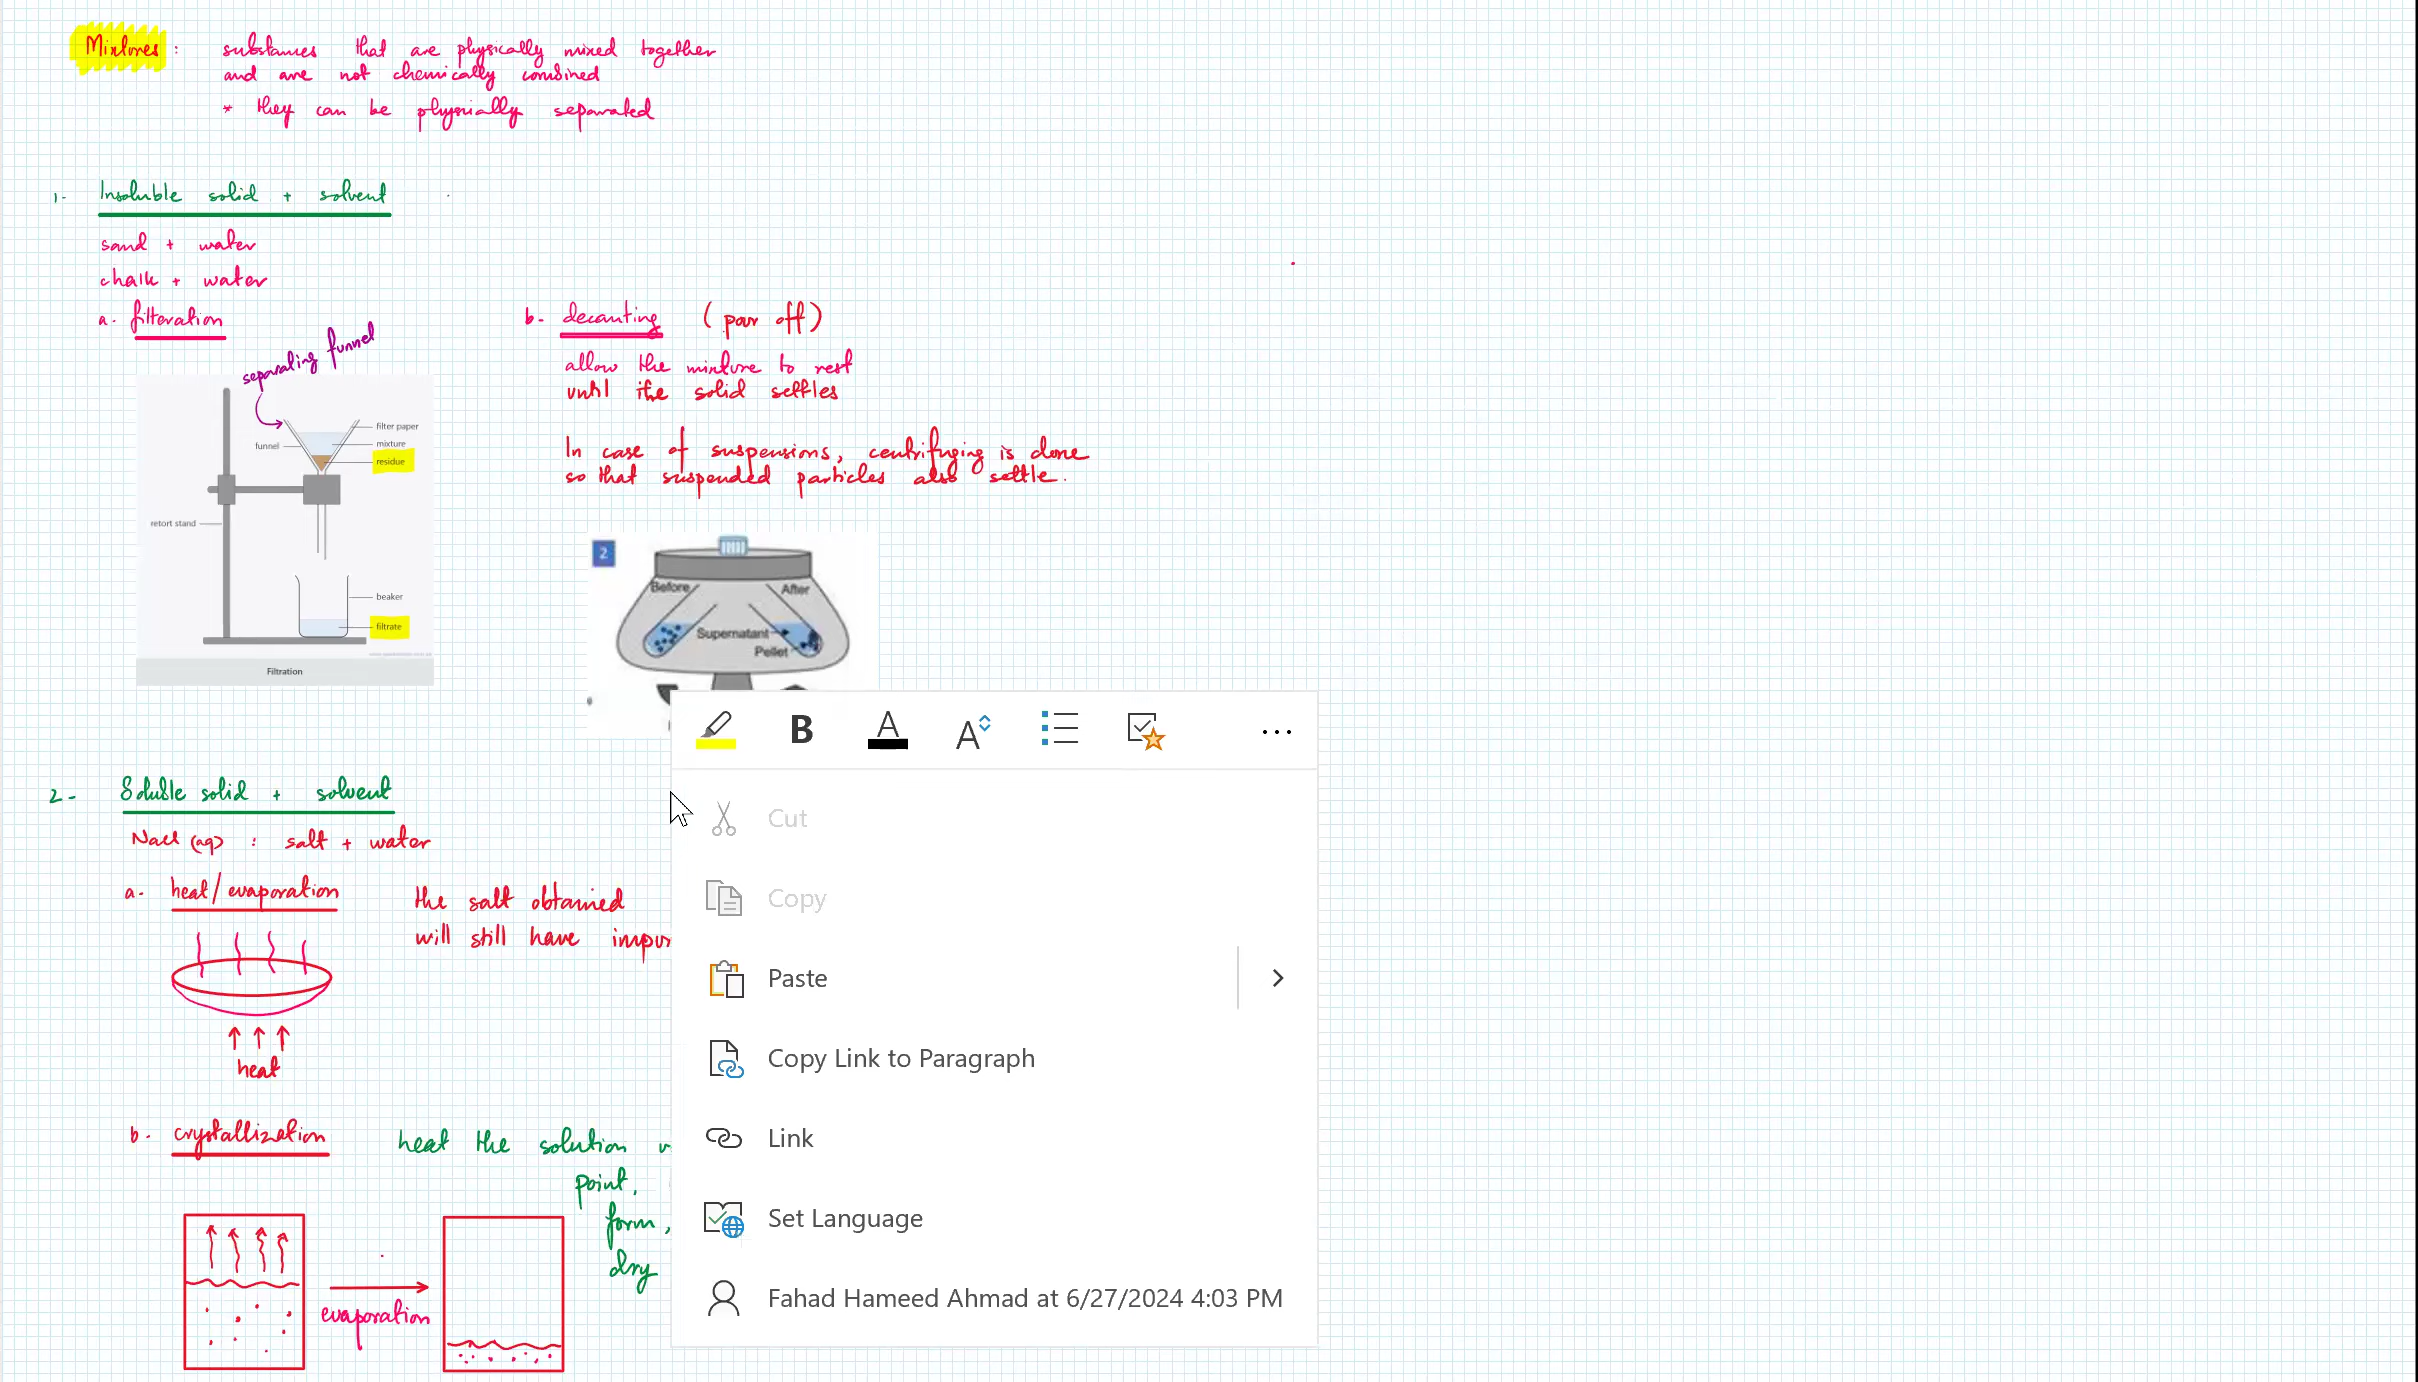 Mixtures : substances that are physically mixed together
and are not chemically combined
* they can be physically separated
1- Insoluble solid + solvent
sand + water
chalk + water
a- filteration
separating funnel
funnel
filter paper
mixture
residue
retort stand
beaker
filtrate
Filtration
b- decanting (pour off)
allow the mixture to rest
until the solid settles
In case of suspensions, centrifuging is done
so that suspended particles also settle.
2
Before
After
Supernatant
Pellet
2- Soluble solid + solvent
NaCl (aq) : salt + water
a- heat/evaporation
the salt obtained
will still have
heat
b- crystallization
heat the solution
point,
form,
dry
evaporation
B A A ...
Cut
Copy
Paste
Copy Link to Paragraph
Link
Set Language
Fahad Hameed Ahmad at 6/27/2024 4:03 PM